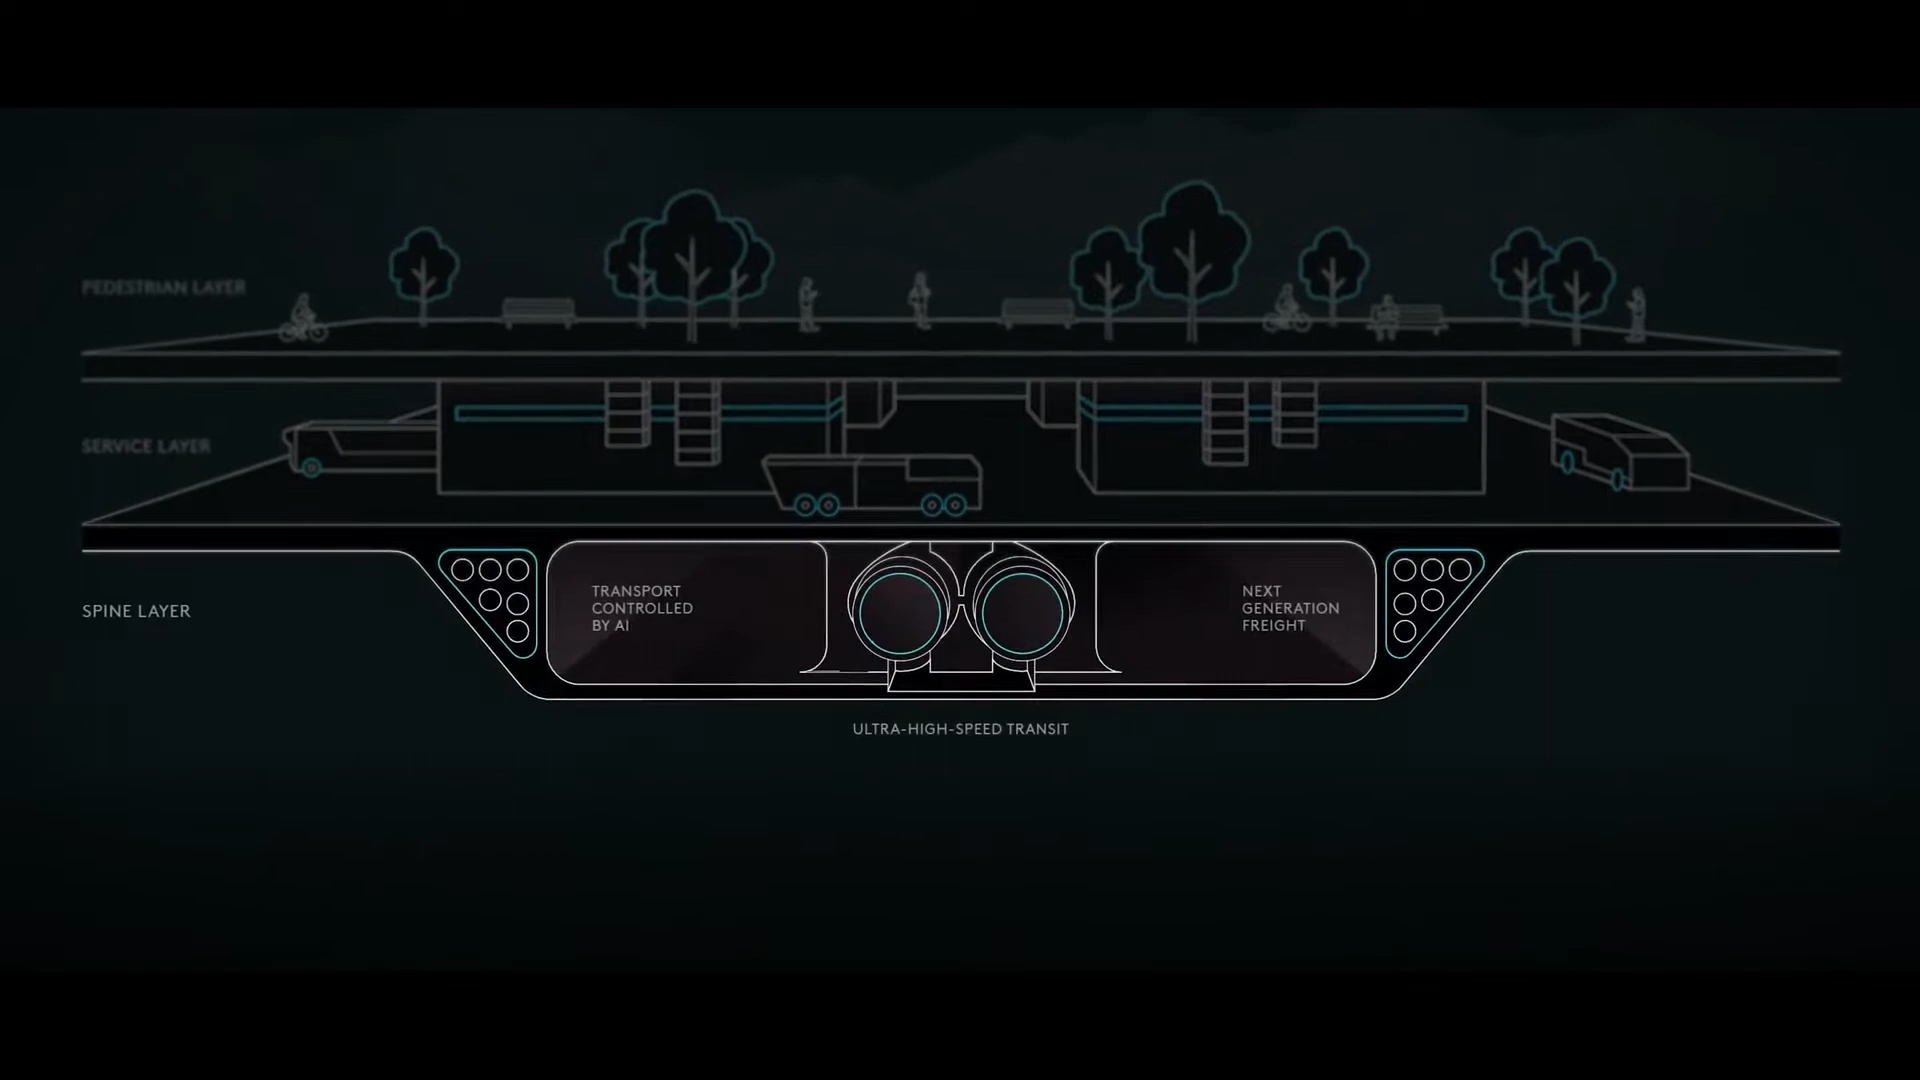 PEDESTRIAN LAYER
SERVICE LAYER
SPINE LAYER
TRANSPORT
CONTROLLED
BY AI
NEXT
GENERATION
FREIGHT
ULTRA-HIGH-SPEED TRANSIT